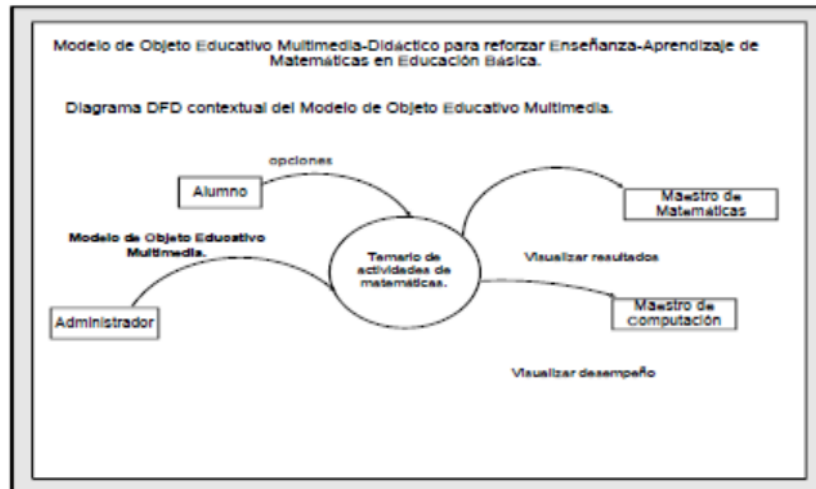 Modelo de Objeto Educativo Multimedia-Didáctico para reforzar Enseñanza-Aprendizaje de
Matemáticas en Educación Básica.
Diagrama DFD contextual del Modelo de Objeto Educativo Multimedia.
opciones
Alumno
Maestro de
Matemáticas
Modelo de Objeto Educativo
Multimedia.
Temario de
actividades de
matemáticas.
Visualizar resultados
Administrador
Maestro de
Computación
Visualizar desempeño